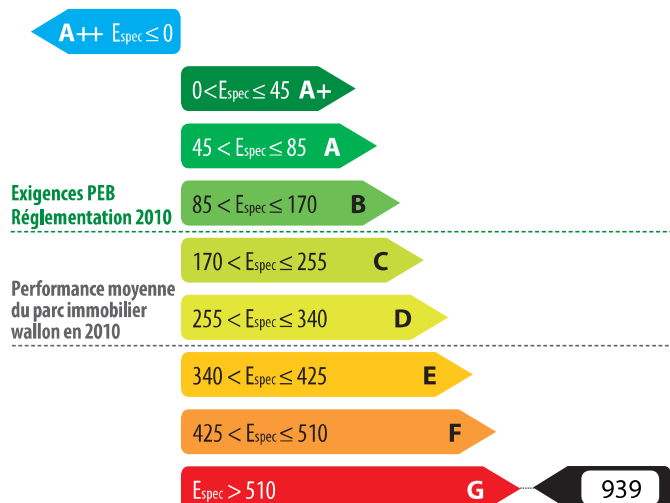 A++ Espec ≤ 0
0 < Espec ≤ 45 A+
45 < Espec ≤ 85 A
Exigences PEB
Réglementation 2010
85 < Espec ≤ 170 B
170 < Espec ≤ 255 C
Performance moyenne
du parc immobilier
wallon en 2010
255 < Espec ≤ 340 D
340 < Espec ≤ 425 E
425 < Espec ≤ 510 F
Espec > 510 G 939